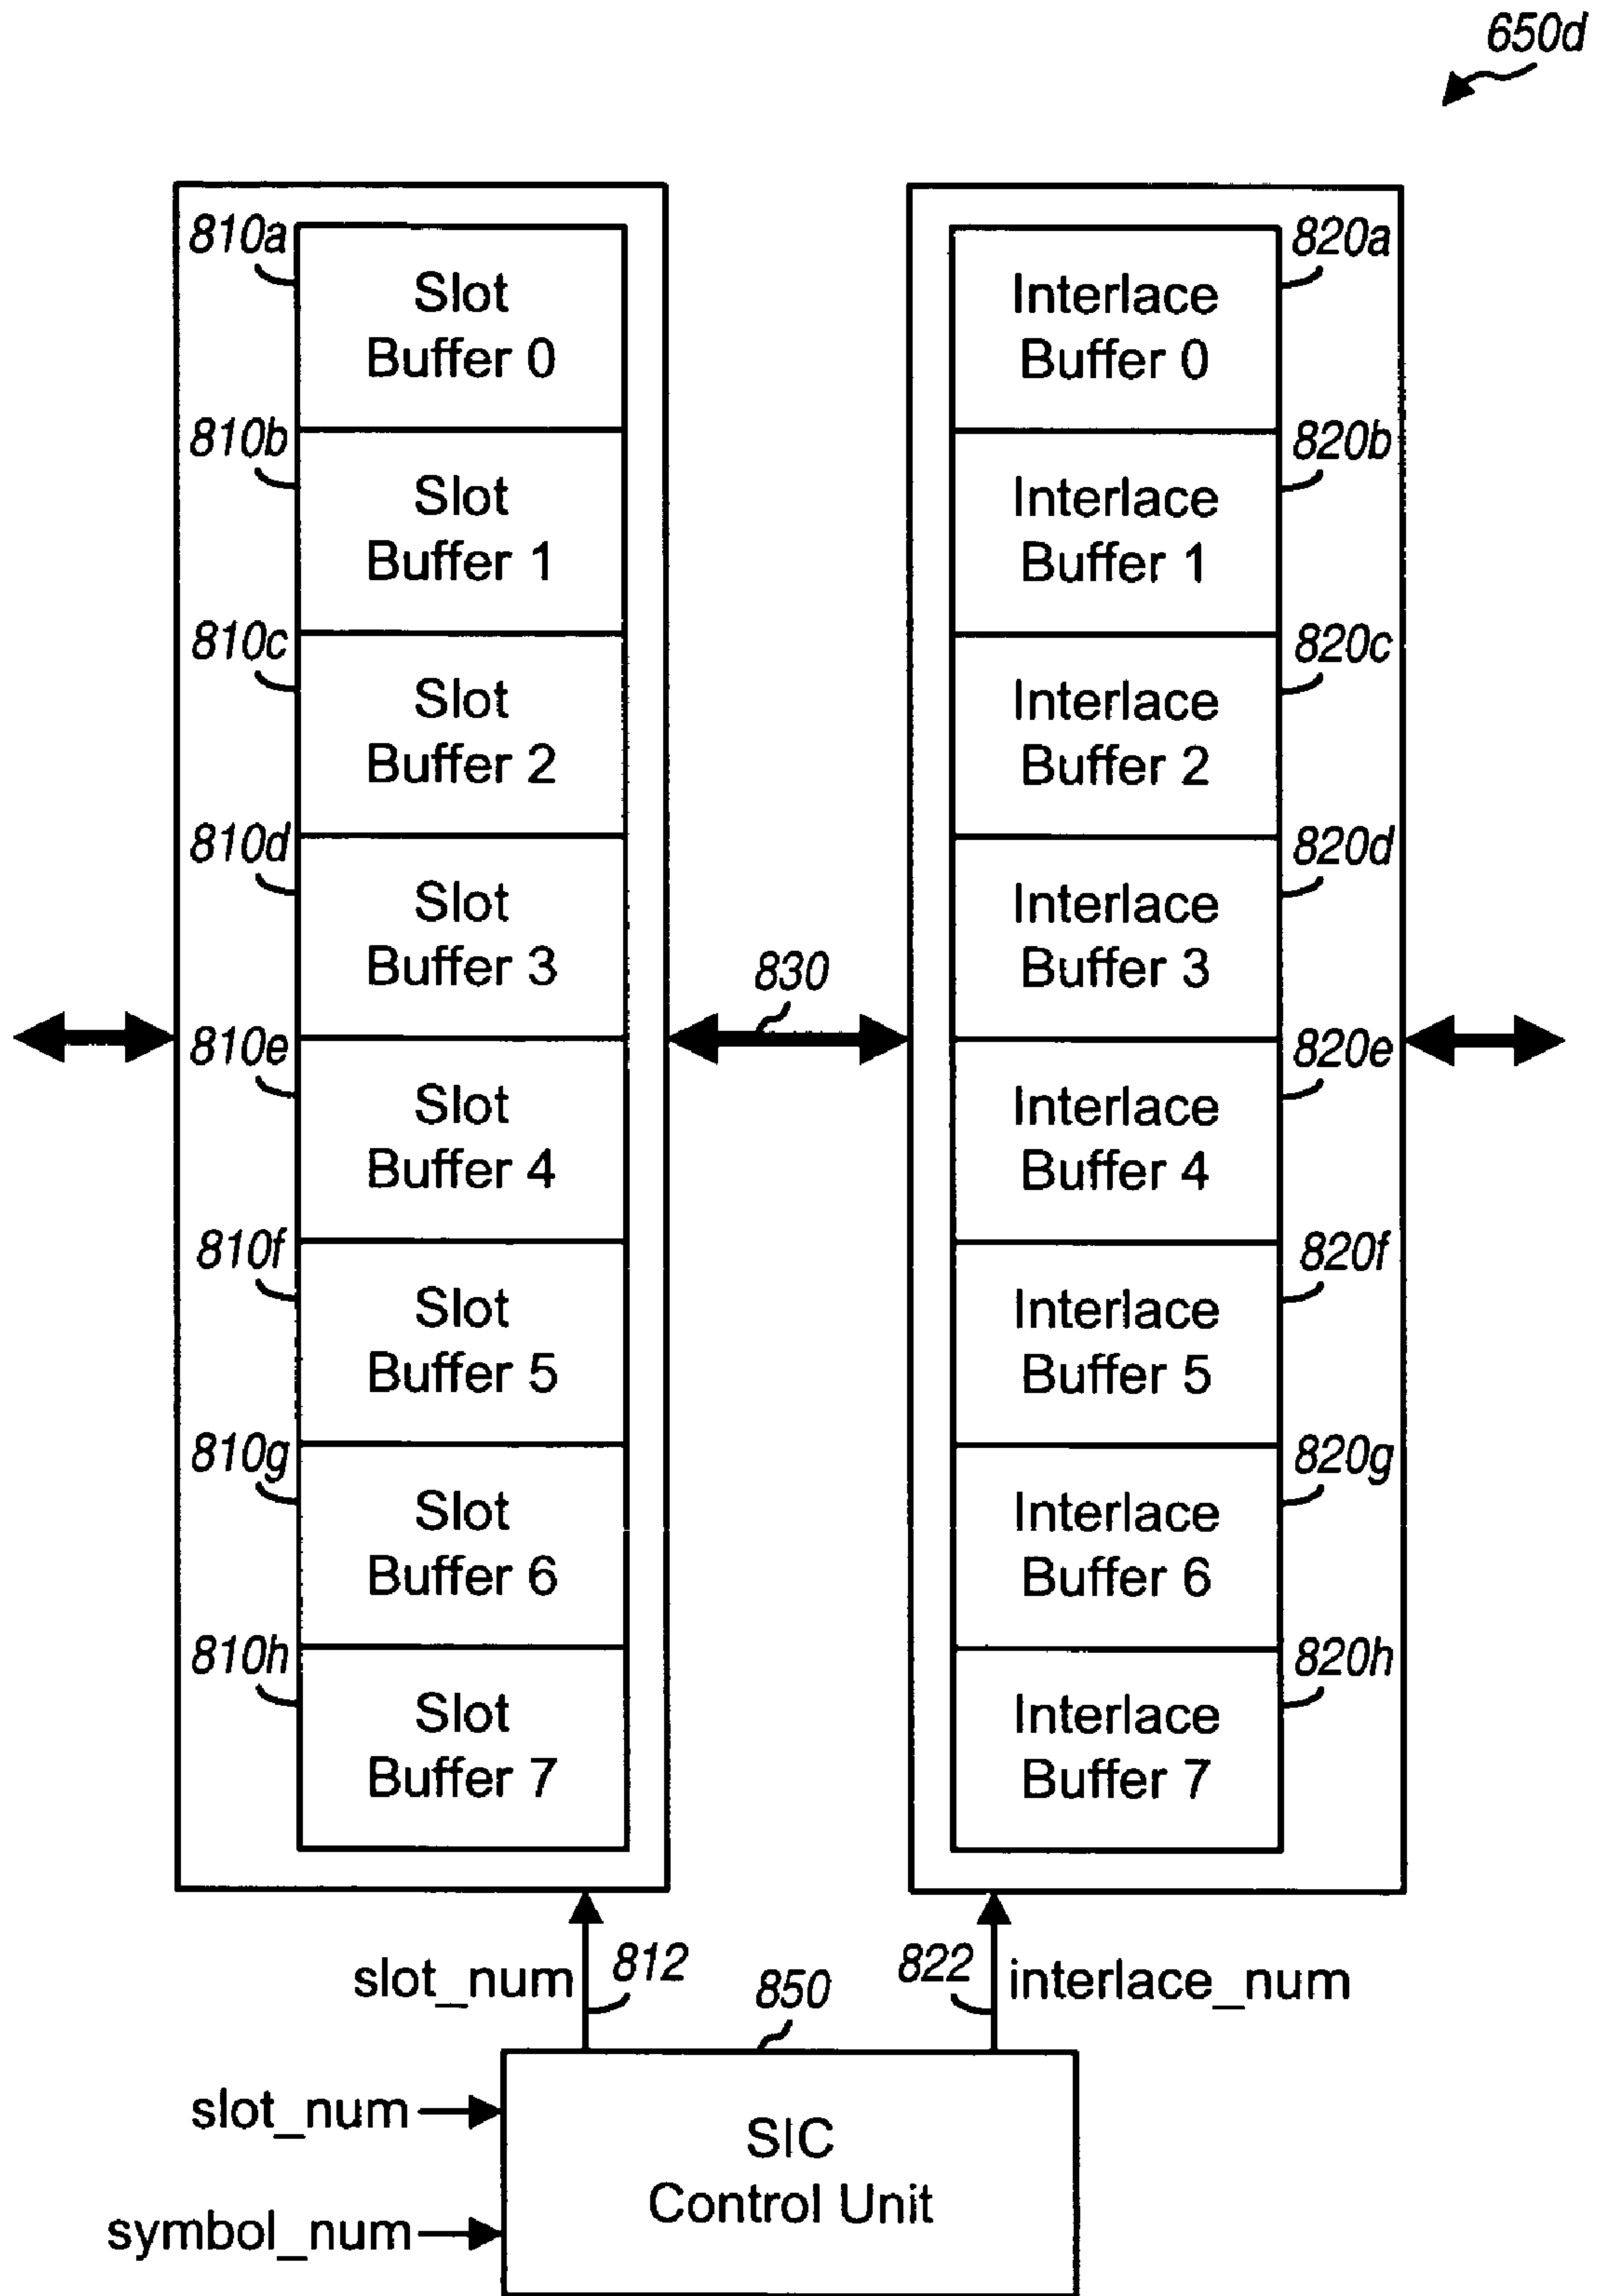 650d
810a
Slot
Buffer 0
820a
Interlace
Buffer 0
810b
Slot
Buffer 1
820b
Interlace
Buffer 1
810c
Slot
Buffer 2
820c
Interlace
Buffer 2
810d
Slot
Buffer 3
820d
Interlace
Buffer 3
830
810e
Slot
Buffer 4
820e
Interlace
Buffer 4
810f
Slot
Buffer 5
820f
Interlace
Buffer 5
810g
Slot
Buffer 6
820g
Interlace
Buffer 6
810h
Slot
Buffer 7
820h
Interlace
Buffer 7
slot_num
812
822
interlace_num
850
slot_num
symbol_num
SIC
Control Unit